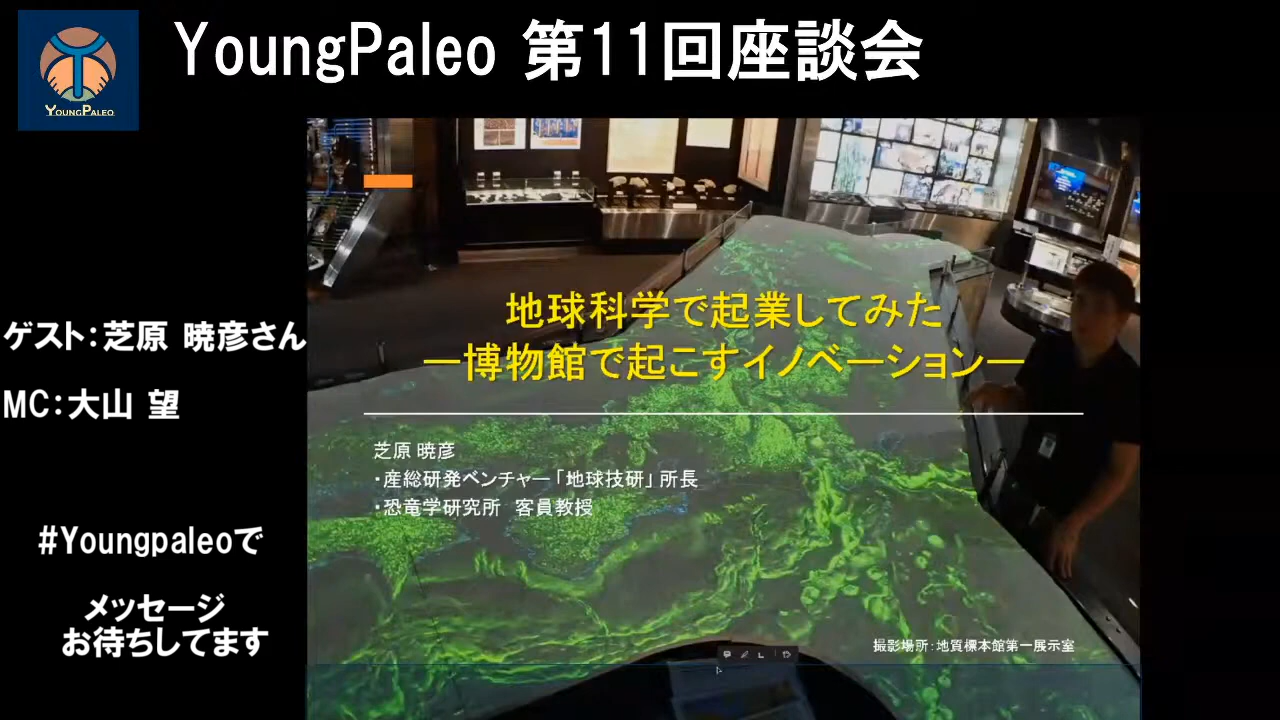 YoungPaleo 第11回座談会
YOUNGPALEO
地球科学で起業してみた
―博物館で起こすイノベーション―
ゲスト：芝原 暁彦さん
MC：大山 望
芝原 暁彦
・産総研発ベンチャー「地球技研」所長
・恐竜学研究所 客員教授
#Youngpaleoで
メッセージ
お待ちしてます
撮影場所：地質標本館第一展示室